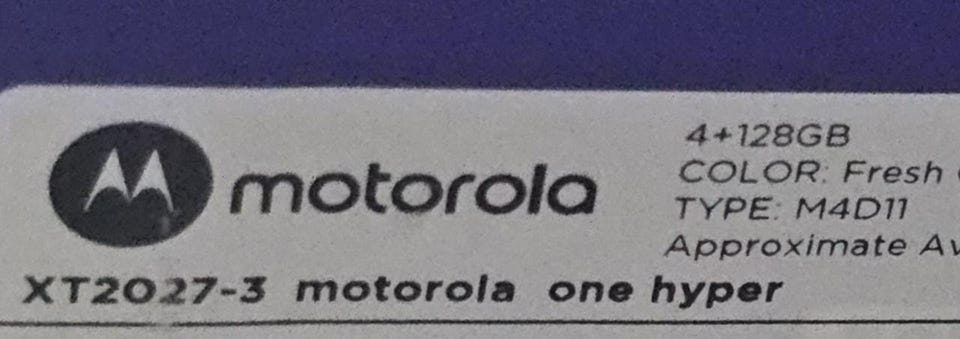 motorola
4+128GB
COLOR: Fresh
TYPE: M4D11
Approximate
XT2027-3 motorola one hyper